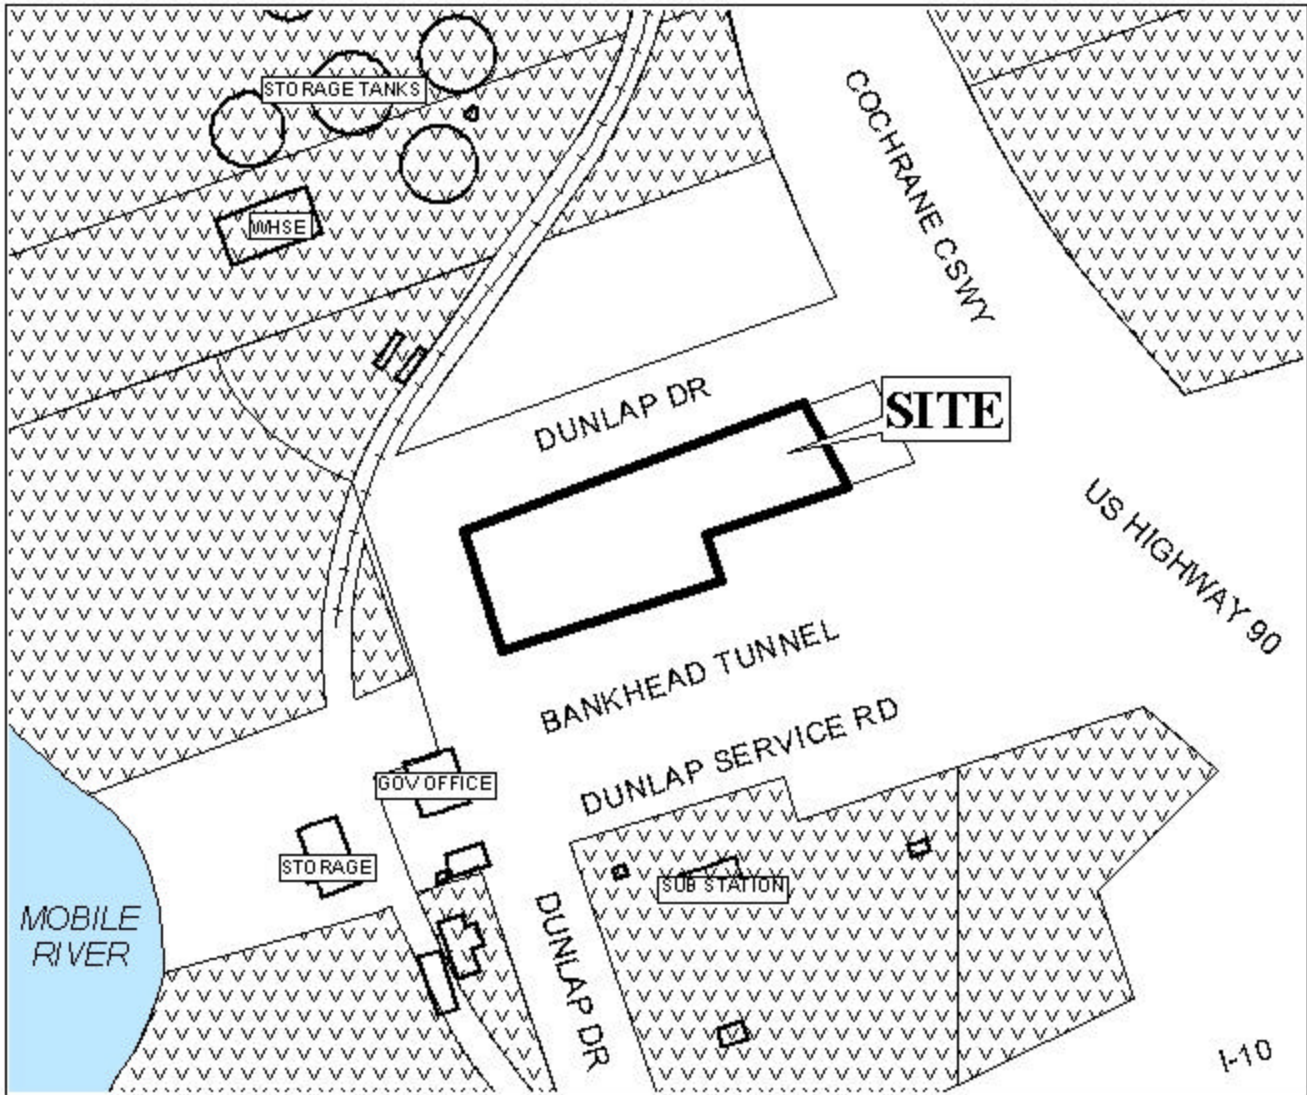 STORAGE TANKS
WHSE
COCHRANE CSWY
DUNLAP DR
SITE
US HIGHWAY 90
BANKHEAD TUNNEL
DUNLAP SERVICE RD
GOV OFFICE
STORAGE
SUB STATION
MOBILE
RIVER
DUNLAP DR
I-10